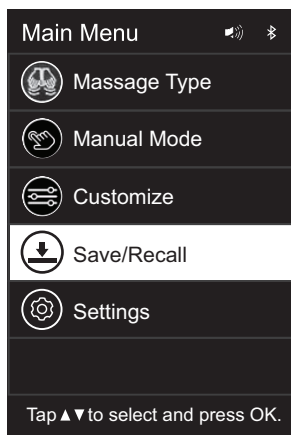 Main Menu
Massage Type
Manual Mode
Customize
Save/Recall
Settings
Tap▲▼to select and press OK.